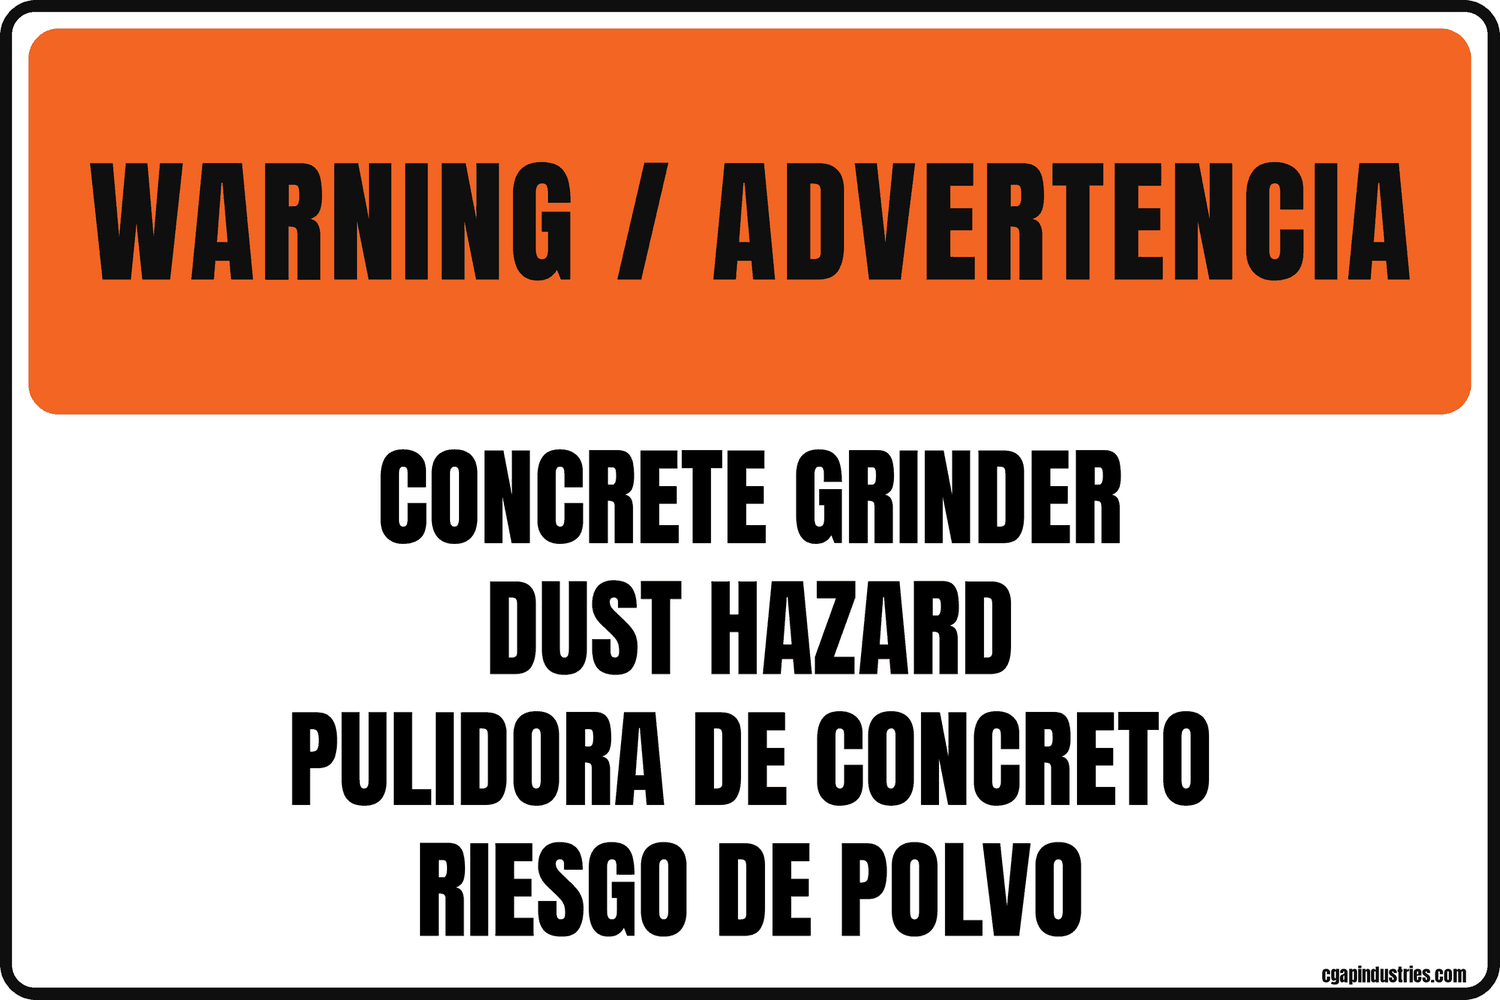 WARNING / ADVERTENCIA
CONCRETE GRINDER
DUST HAZARD
PULIDORA DE CONCRETO
RIESGO DE POLVO
cgapindustries.com